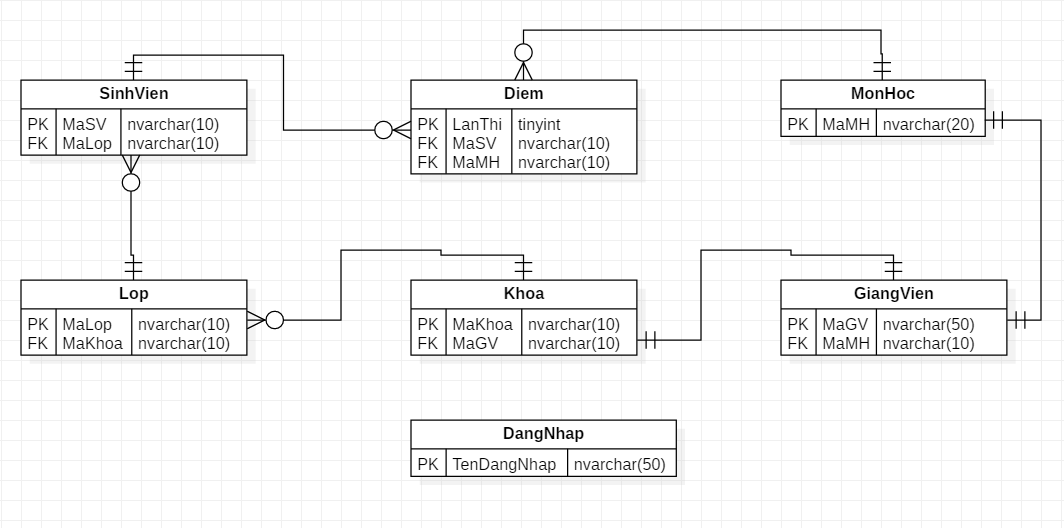 SinhVien
PK MaSV nvarchar(10)
FK MaLop nvarchar(10)
Diem
PK LanThi tinyint
FK MaSV nvarchar(10)
FK MaMH nvarchar(10)
MonHoc
PK MaMH nvarchar(20)
Lop
PK MaLop nvarchar(10)
FK MaKhoa nvarchar(10)
Khoa
PK MaKhoa nvarchar(10)
FK MaGV nvarchar(10)
GiangVien
PK MaGV nvarchar(50)
FK MaMH nvarchar(10)
DangNhap
PK TenDangNhap nvarchar(50)